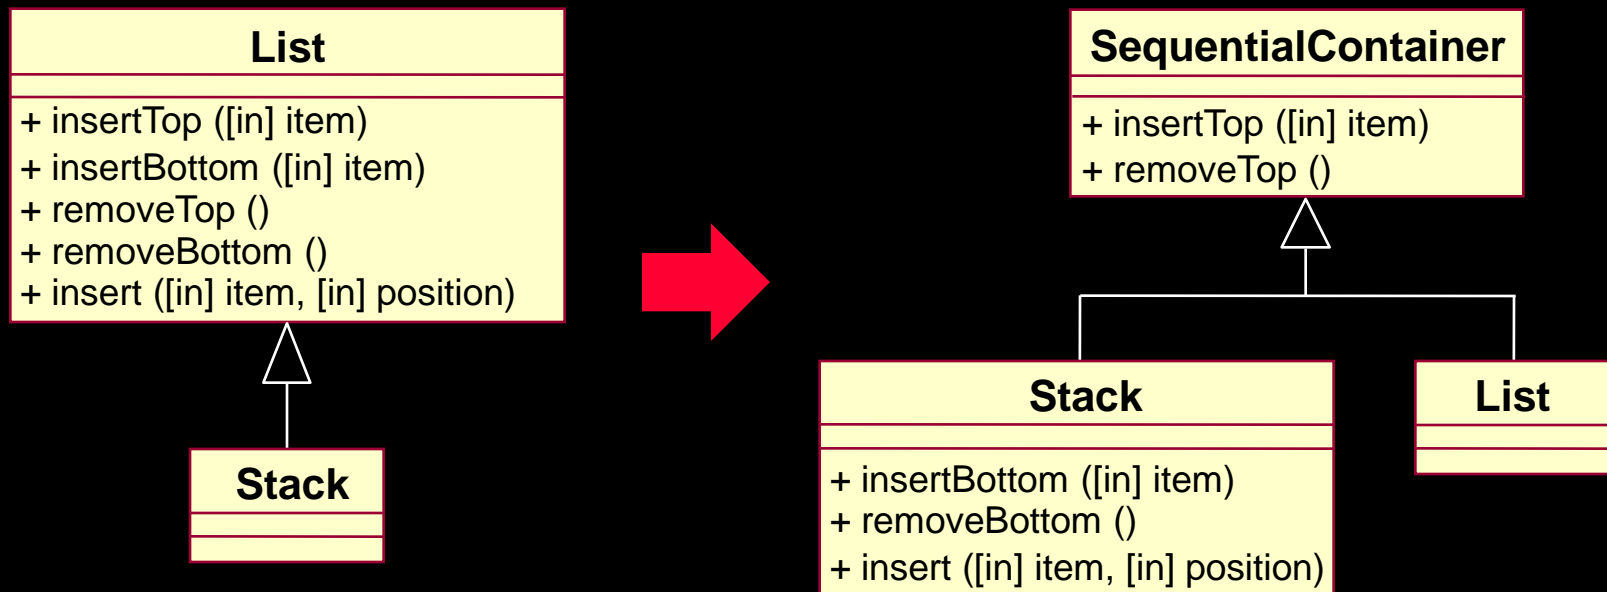 List
+ insertTop ([in] item)
+ insertBottom ([in] item)
+ removeTop ()
+ removeBottom ()
+ insert ([in] item, [in] position)
Stack
SequentialContainer
+ insertTop ([in] item)
+ removeTop ()
Stack
+ insertBottom ([in] item)
+ removeBottom ()
+ insert ([in] item, [in] position)
List